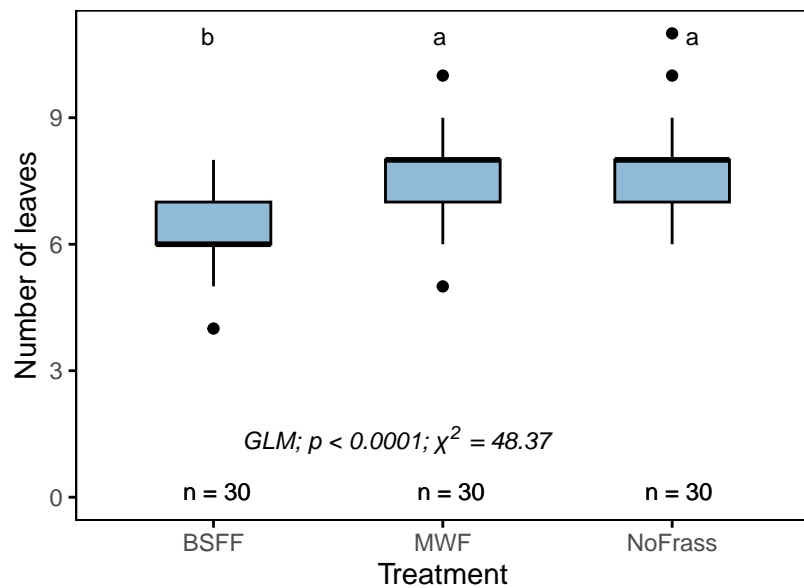 b a a
9
6
3
0
Number of leaves
GLM; p < 0.0001; χ² = 48.37
n = 30 n = 30 n = 30
BSFF MWF NoFrass
Treatment